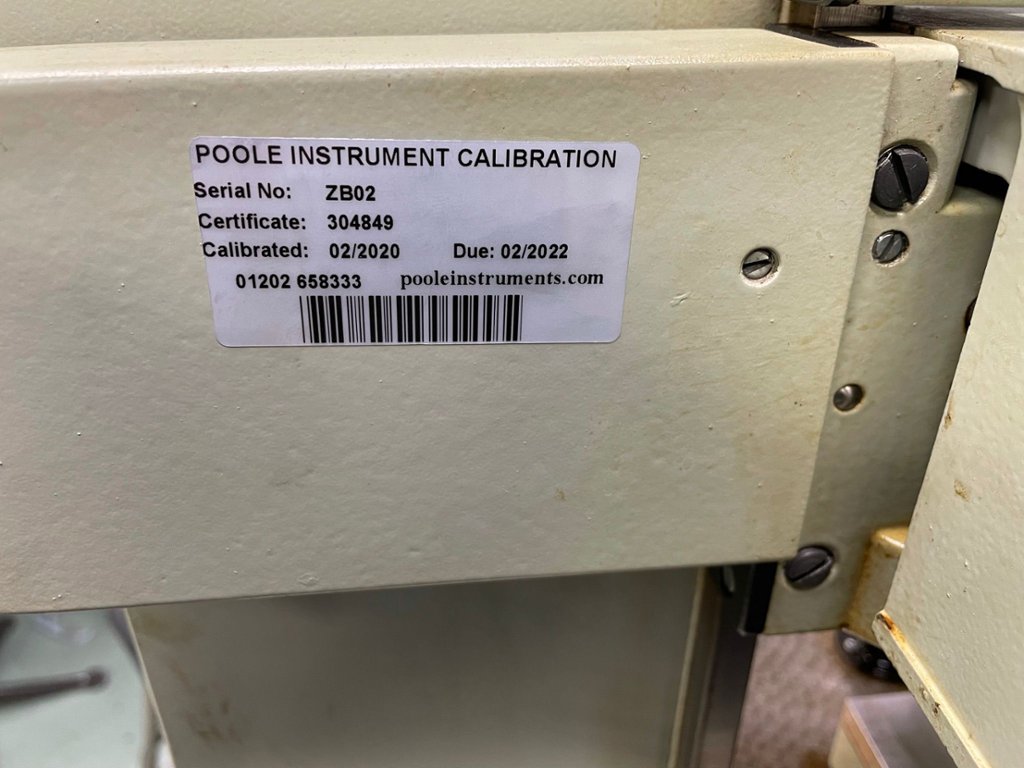 POOLE INSTRUMENT CALIBRATION
Serial No: ZB02
Certificate: 304849
Calibrated: 02/2020 Due: 02/2022
01202 658333 pooleinstruments.com